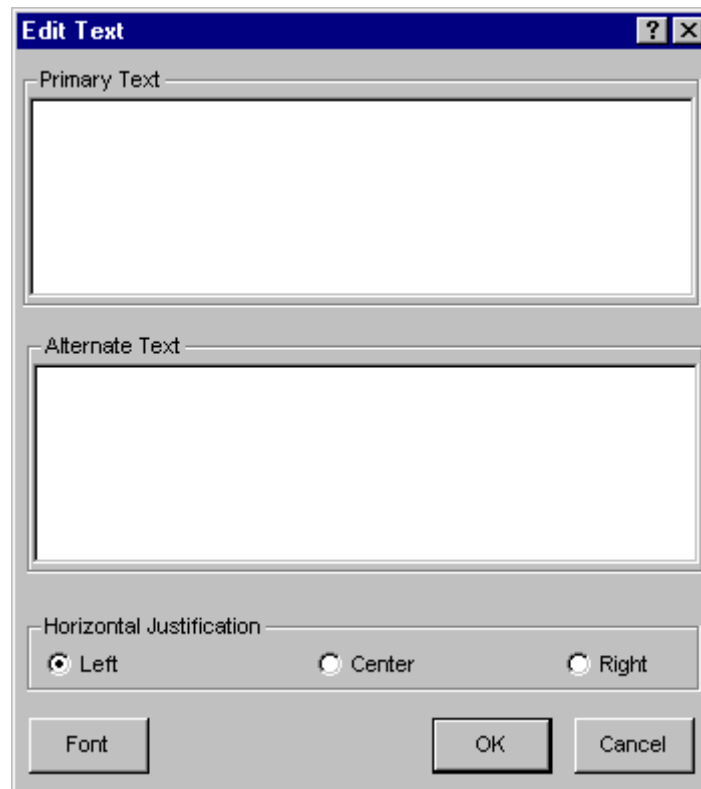 Edit Text
Primary Text
Alternate Text
Horizontal Justification
Left Center Right
Font OK Cancel